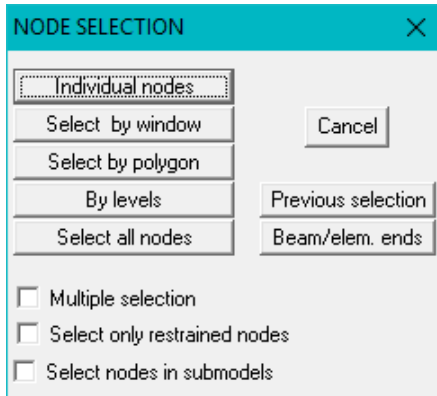 NODE SELECTION
Individual nodes
Select by window
Cancel
Select by polygon
By levels
Previous selection
Select all nodes
Beam/elem. ends
Multiple selection
Select only restrained nodes
Select nodes in submodels